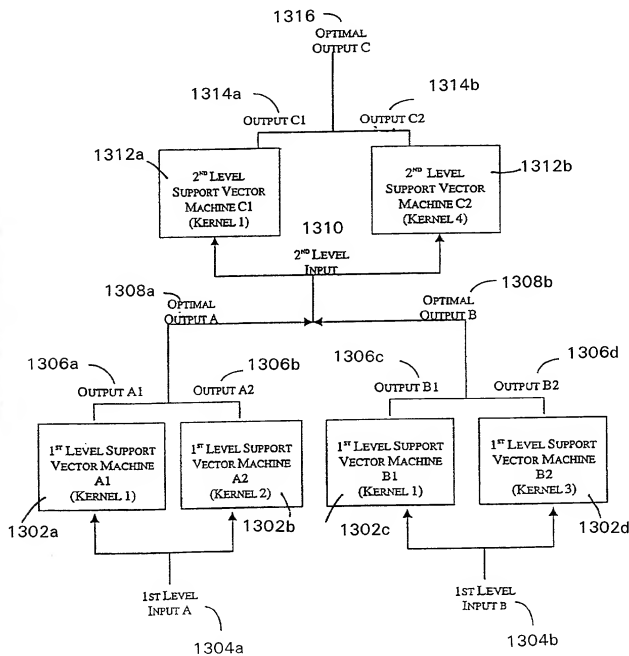 1316
OPTIMAL
OUTPUT C
1314a
1314b
OUTPUT C1
OUTPUT C2
1312a
1312b
2ND LEVEL
SUPPORT VECTOR
MACHINE C1
(KERNEL 1)
2ND LEVEL
SUPPORT VECTOR
MACHINE C2
(KERNEL 4)
1310
2ND LEVEL
INPUT
1308a
1308b
OPTIMAL
OUTPUT A
OPTIMAL
OUTPUT B
1306a
1306b
1306c
1306d
OUTPUT A1
OUTPUT A2
OUTPUT B1
OUTPUT B2
1ST LEVEL SUPPORT
VECTOR MACHINE
A1
(KERNEL 1)
1ST LEVEL SUPPORT
VECTOR MACHINE
A2
(KERNEL 2)
1ST LEVEL SUPPORT
VECTOR MACHINE
B1
(KERNEL 1)
1ST LEVEL SUPPORT
VECTOR MACHINE
B2
(KERNEL 3)
1302a
1302b
1302c
1302d
1ST LEVEL
INPUT A
1ST LEVEL
INPUT B
1304a
1304b